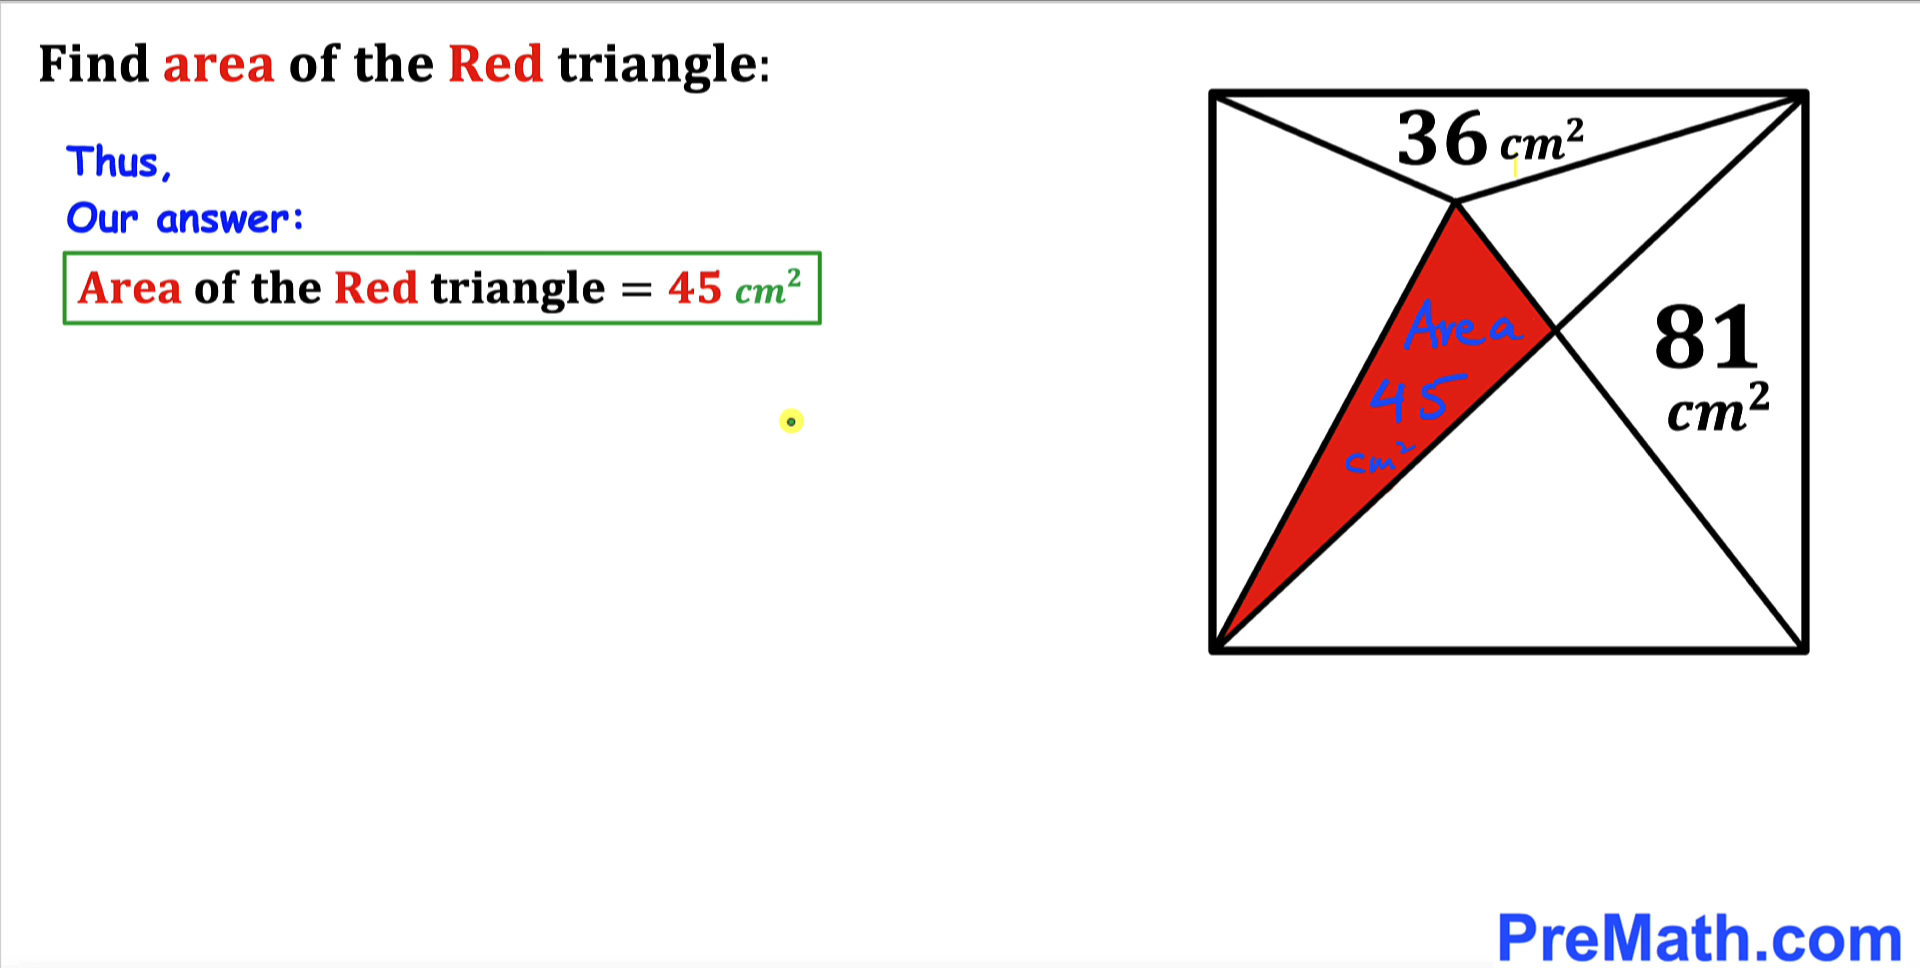 Find area of the Red triangle:
Thus,
Our answer:
Area of the Red triangle = 45 cm²
36 cm²
81
cm²
Area
45
cm²
PreMath.com